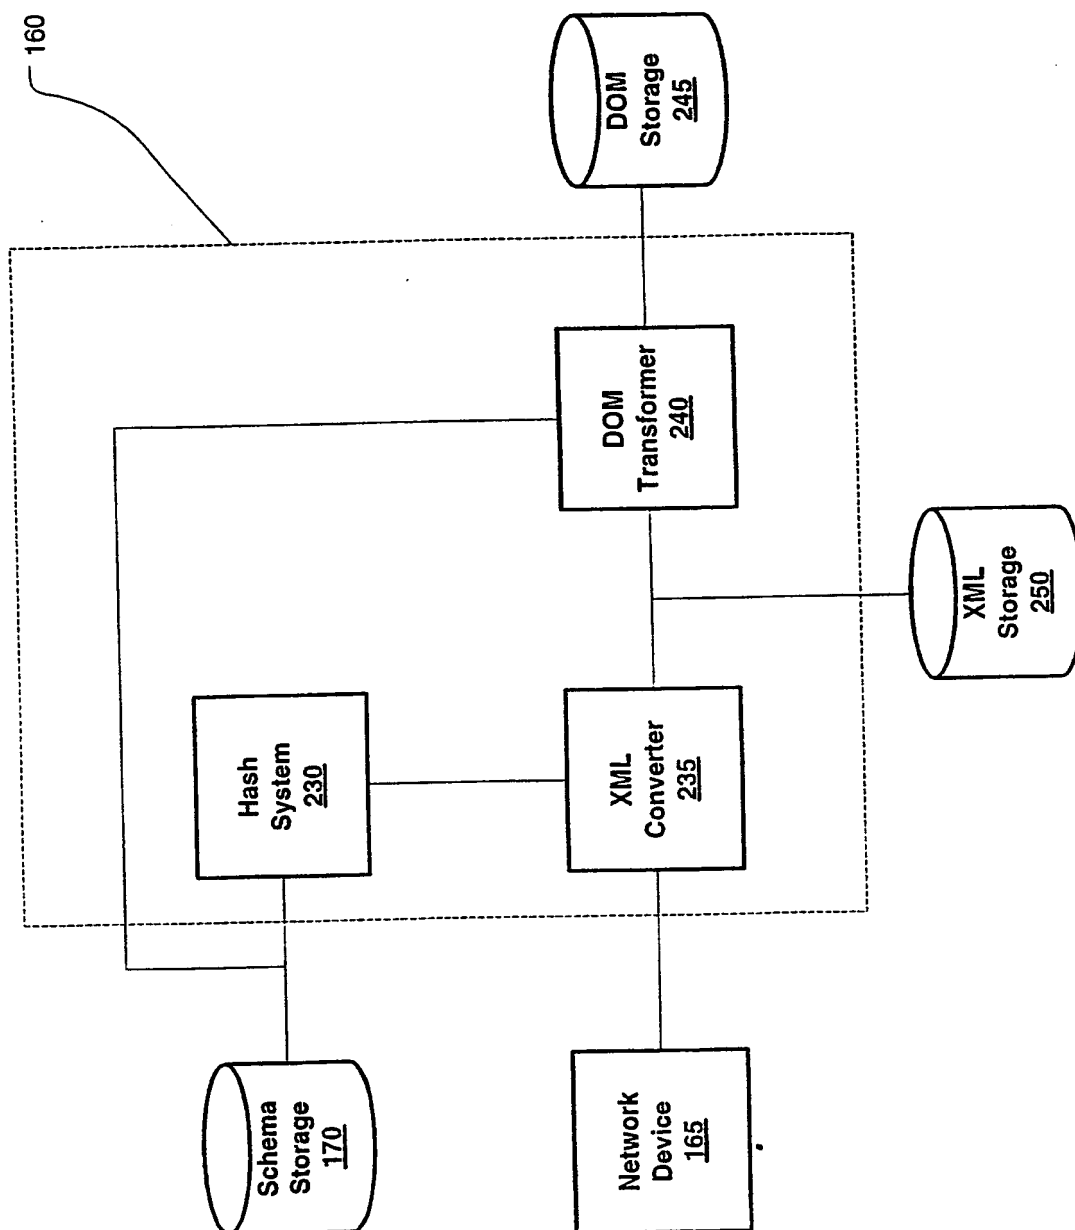 160
DOM
Storage
245
DOM
Transformer
240
XML
Storage
250
Hash
System
230
XML
Converter
235
Schema
Storage
170
Network
Device
165